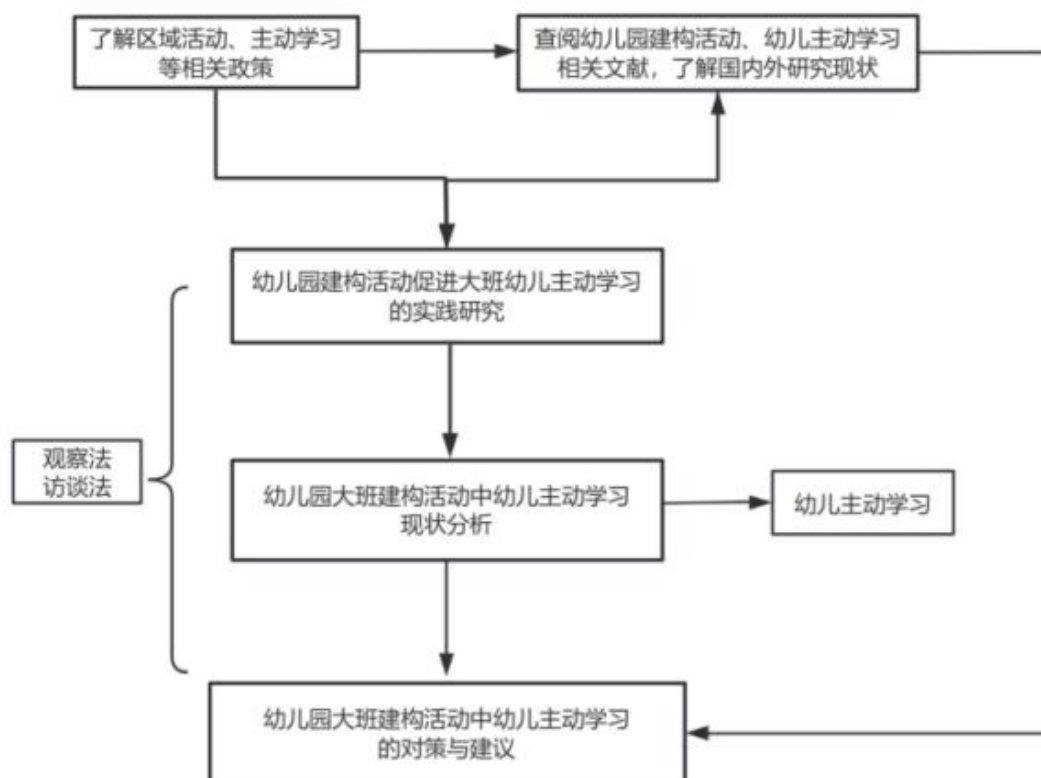 了解区域活动、主动学习
等相关政策
查阅幼儿园建构活动、幼儿主动学习
相关文献，了解国内外研究现状
幼儿园建构活动促进大班幼儿主动学习
的实践研究
观察法
访谈法
幼儿园大班建构活动中幼儿主动学习
现状分析
幼儿主动学习
幼儿园大班建构活动中幼儿主动学习
的对策与建议